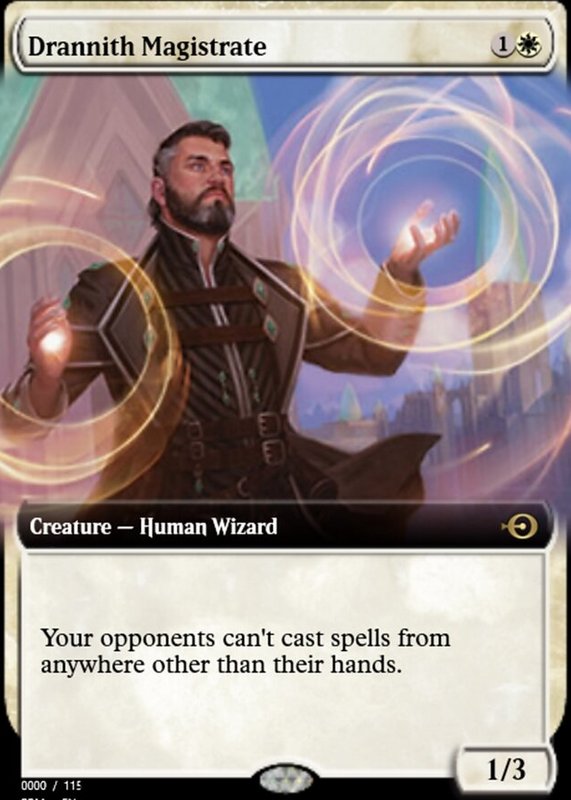 Drannith Magistrate 1
Creature — Human Wizard
Your opponents can't cast spells from
anywhere other than their hands.
1/3
0000 / 115